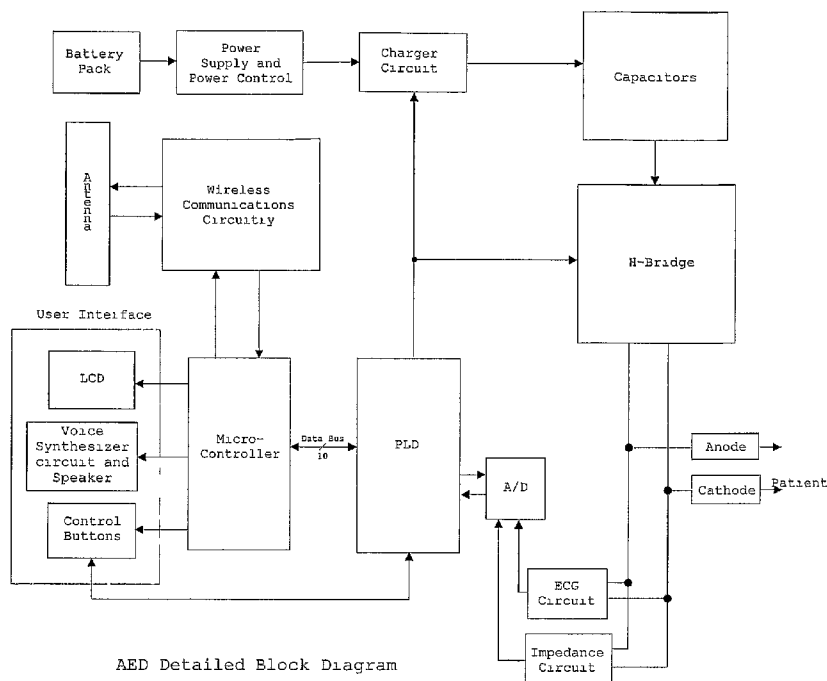 Battery
Pack
Power
Supply and
Power Control
Charger
Circuit
Capacitors
Antenna
Wireless
Communications
Circuitiy
H-Bridge
User Interface
LCD
Voice
Synthesizer
circuit and
Speaker
Control
Buttons
Micro-
Controller
Data Bus
10
PLD
A/D
Anode
Cathode
Patient
ECG
Circuit
Impedance
Circuit
AED Detailed Block Diagram